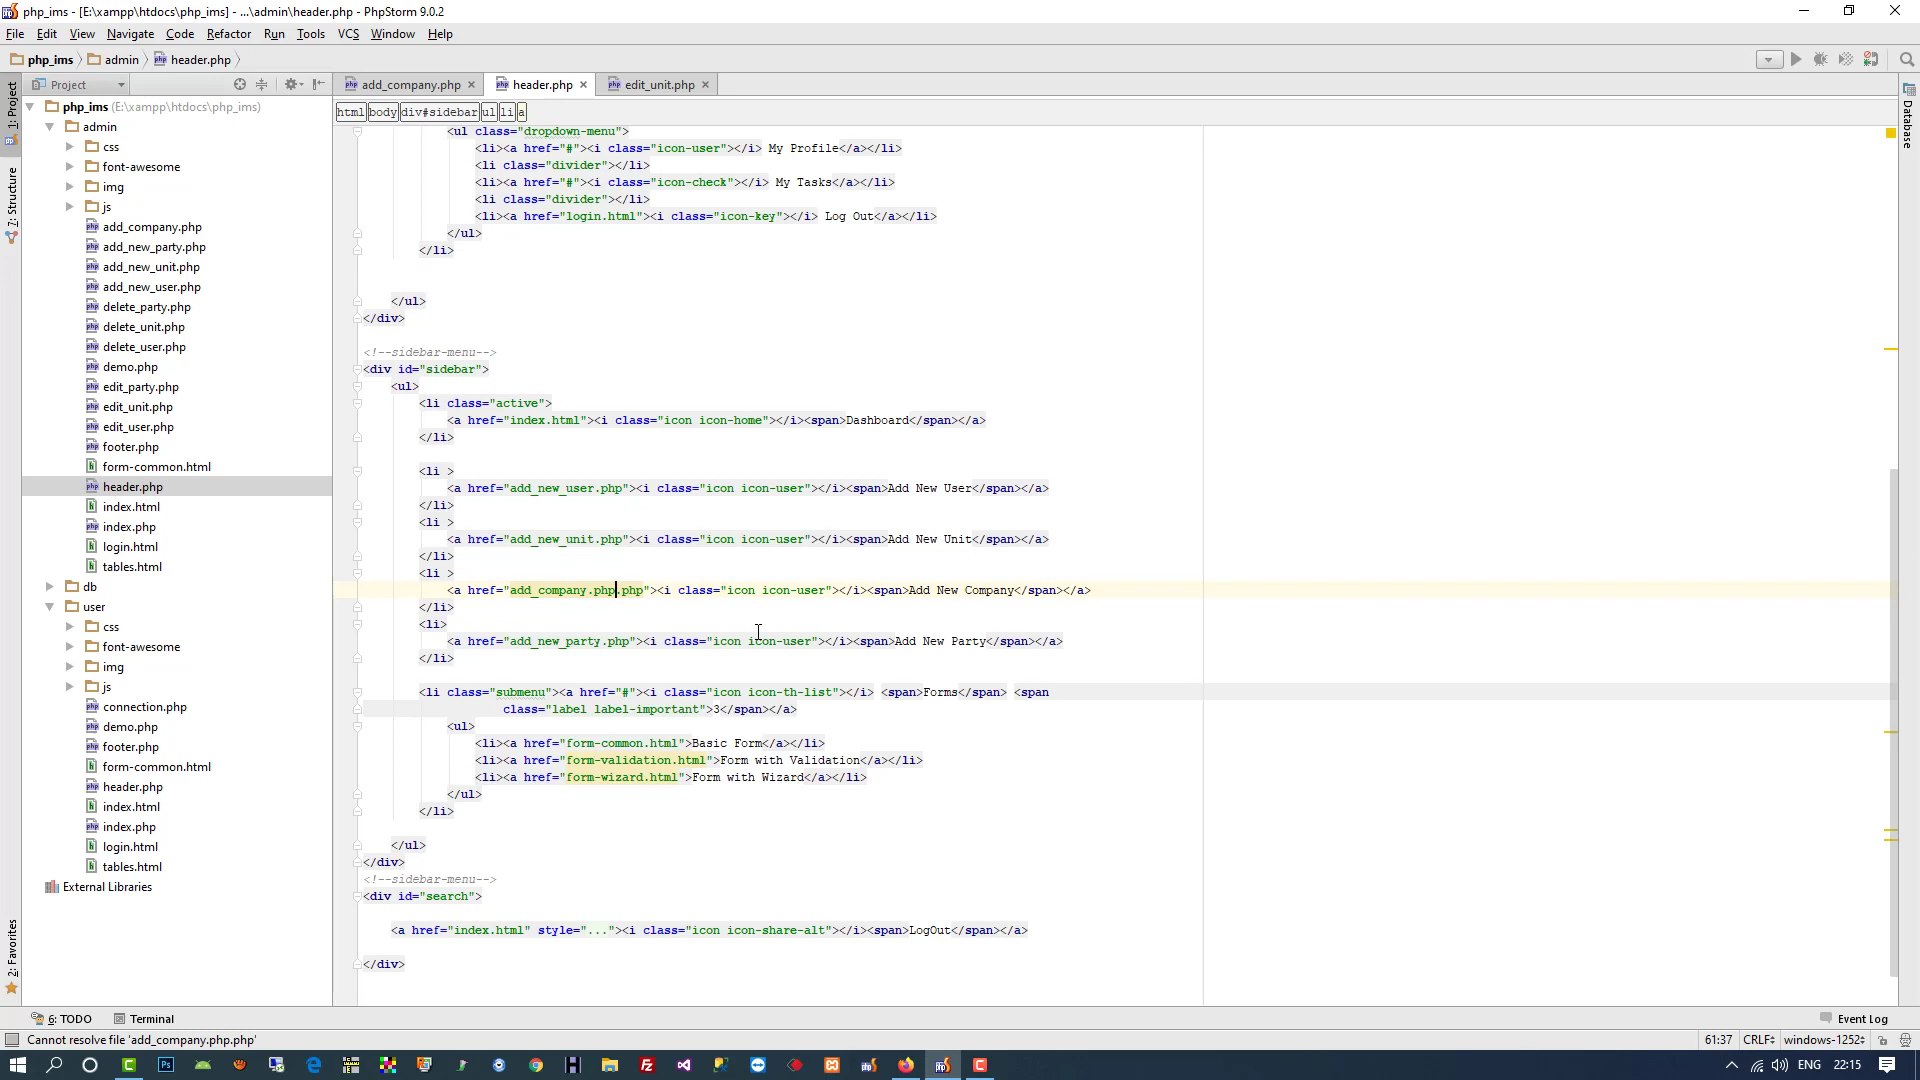 php_ims - [E:\xampp\htdocs\php_ims] - ...\admin\header.php - PhpStorm 9.0.2
File Edit View Navigate Code Refactor Run Tools VCS Window Help
php_ims admin header.php
Project
add_company.php header.php edit_unit.php
html body div#sidebar ul li a
1: Project
7: Structure
2: Favorites
Database
php_ims (E:\xampp\htdocs\php_ims)
admin
css
font-awesome
img
js
add_company.php
add_new_party.php
add_new_unit.php
add_new_user.php
delete_party.php
delete_unit.php
delete_user.php
demo.php
edit_party.php
edit_unit.php
edit_user.php
footer.php
form-common.html
header.php
index.html
index.php
login.html
tables.html
db
user
css
font-awesome
img
js
connection.php
demo.php
footer.php
form-common.html
header.php
index.html
index.php
login.html
tables.html
External Libraries
<ul class="dropdown-menu">
<li><a href="#"><i class="icon-user"></i> My Profile</a></li>
<li class="divider"></li>
<li><a href="#"><i class="icon-check"></i> My Tasks</a></li>
<li class="divider"></li>
<li><a href="login.html"><i class="icon-key"></i> Log Out</a></li>
</ul>
</li>
</ul>
</div>
<!--sidebar-menu-->
<div id="sidebar">
<ul>
<li class="active">
<a href="index.html"><i class="icon icon-home"></i><span>Dashboard</span></a>
</li>
<li >
<a href="add_new_user.php"><i class="icon icon-user"></i><span>Add New User</span></a>
</li>
<li >
<a href="add_new_unit.php"><i class="icon icon-user"></i><span>Add New Unit</span></a>
</li>
<li >
<a href="add_company.php.php"><i class="icon icon-user"></i><span>Add New Company</span></a>
</li>
<li>
<a href="add_new_party.php"><i class="icon icon-user"></i><span>Add New Party</span></a>
</li>
<li class="submenu"><a href="#"><i class="icon icon-th-list"></i> <span>Forms</span> <span
class="label label-important">3</span></a>
<ul>
<li><a href="form-common.html">Basic Form</a></li>
<li><a href="form-validation.html">Form with Validation</a></li>
<li><a href="form-wizard.html">Form with Wizard</a></li>
</ul>
</li>
</ul>
</div>
<!--sidebar-menu-->
<div id="search">
<a href="index.html" style="..."><i class="icon icon-share-alt"></i><span>LogOut</span></a>
</div>
6: TODO Terminal Event Log
Cannot resolve file 'add_company.php.php' 61:37 CRLF windows-1252
ENG 22:15